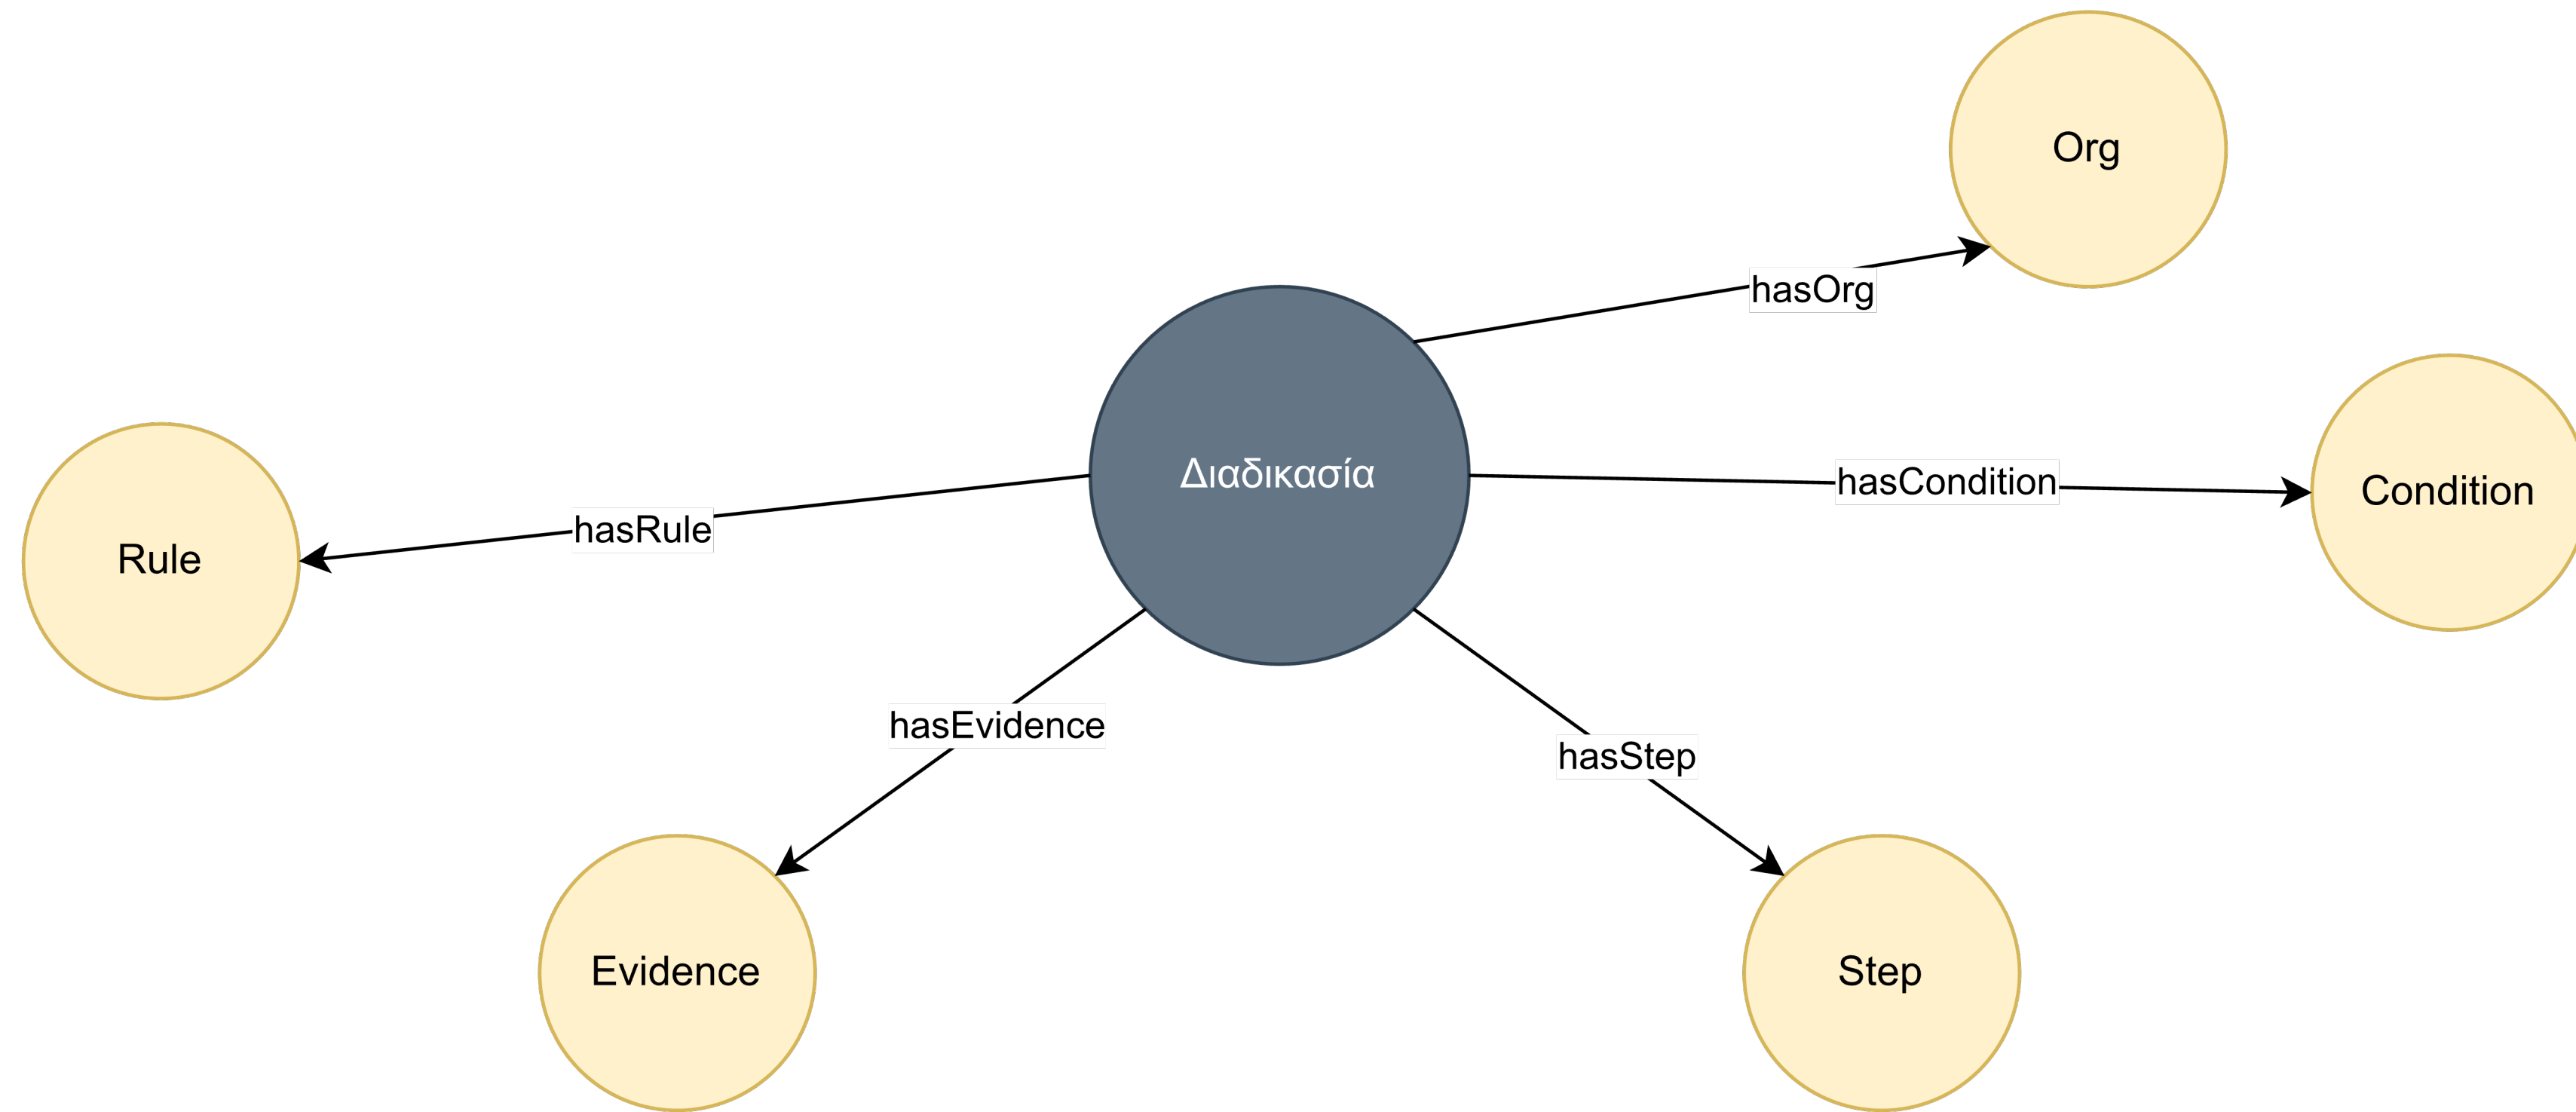 Org
hasOrg
Διαδικασία
hasCondition
Condition
hasRule
Rule
hasEvidence
hasStep
Evidence
Step